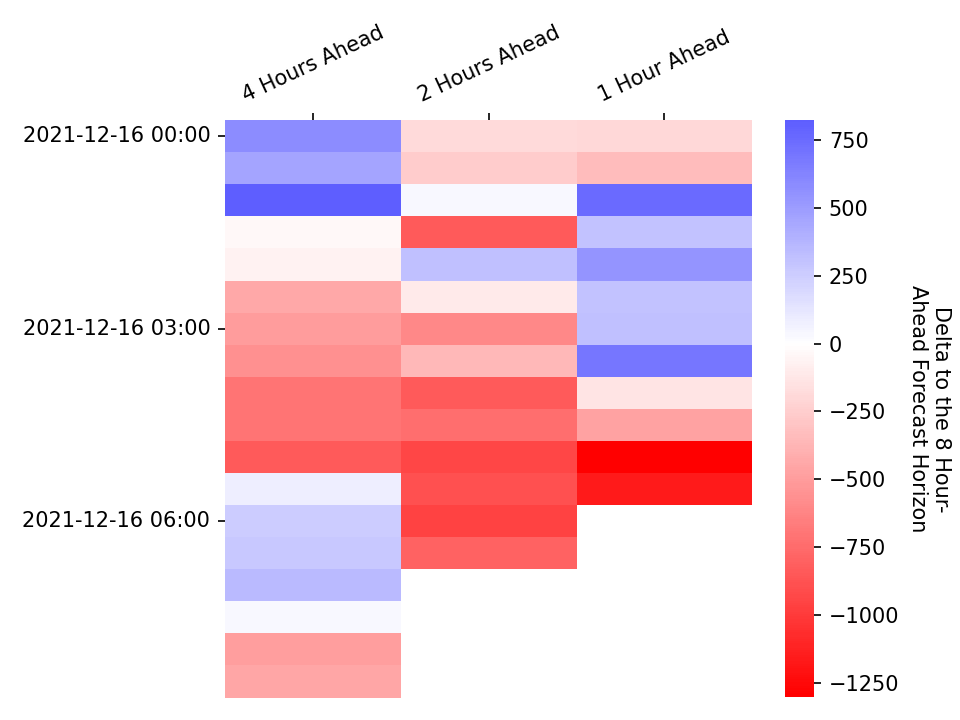 4 Hours Ahead
2 Hours Ahead
1 Hour Ahead
2021-12-16 00:00
2021-12-16 03:00
2021-12-16 06:00
750
500
250
0
−250
−500
−750
−1000
−1250
Delta to the 8 Hour-
Ahead Forecast Horizon